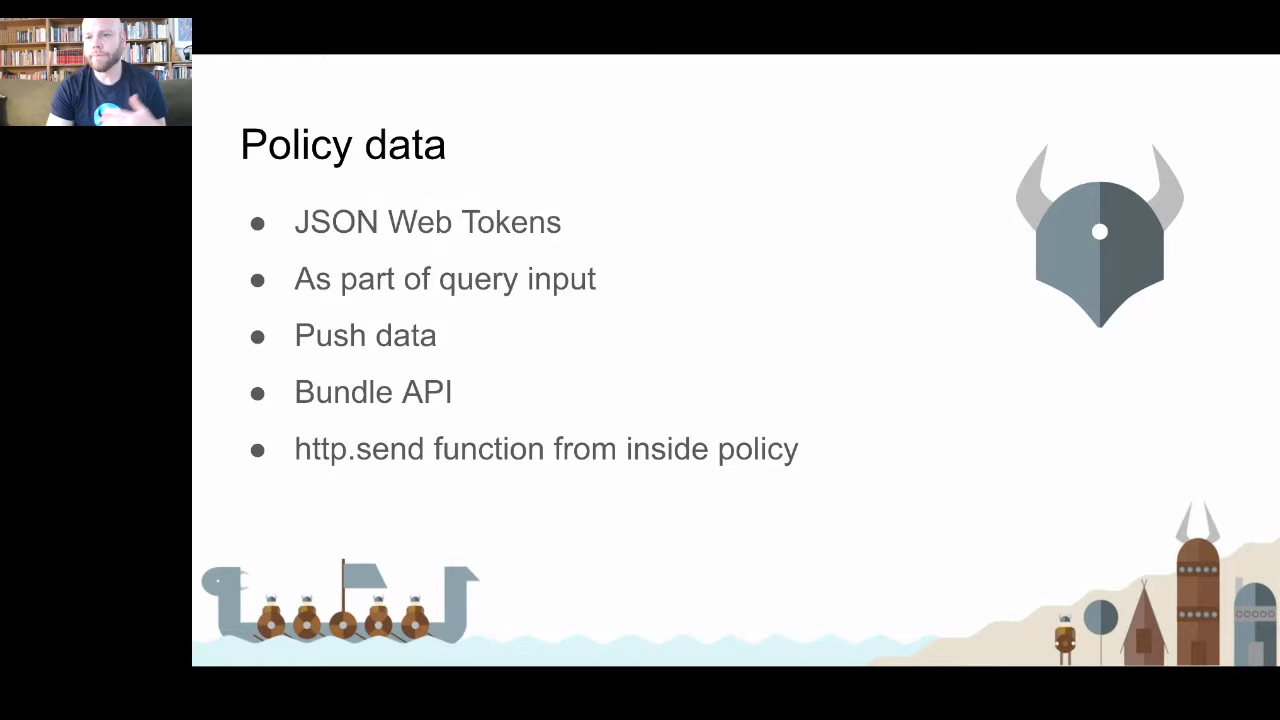 Policy data
● JSON Web Tokens
● As part of query input
● Push data
● Bundle API
● http.send function from inside policy